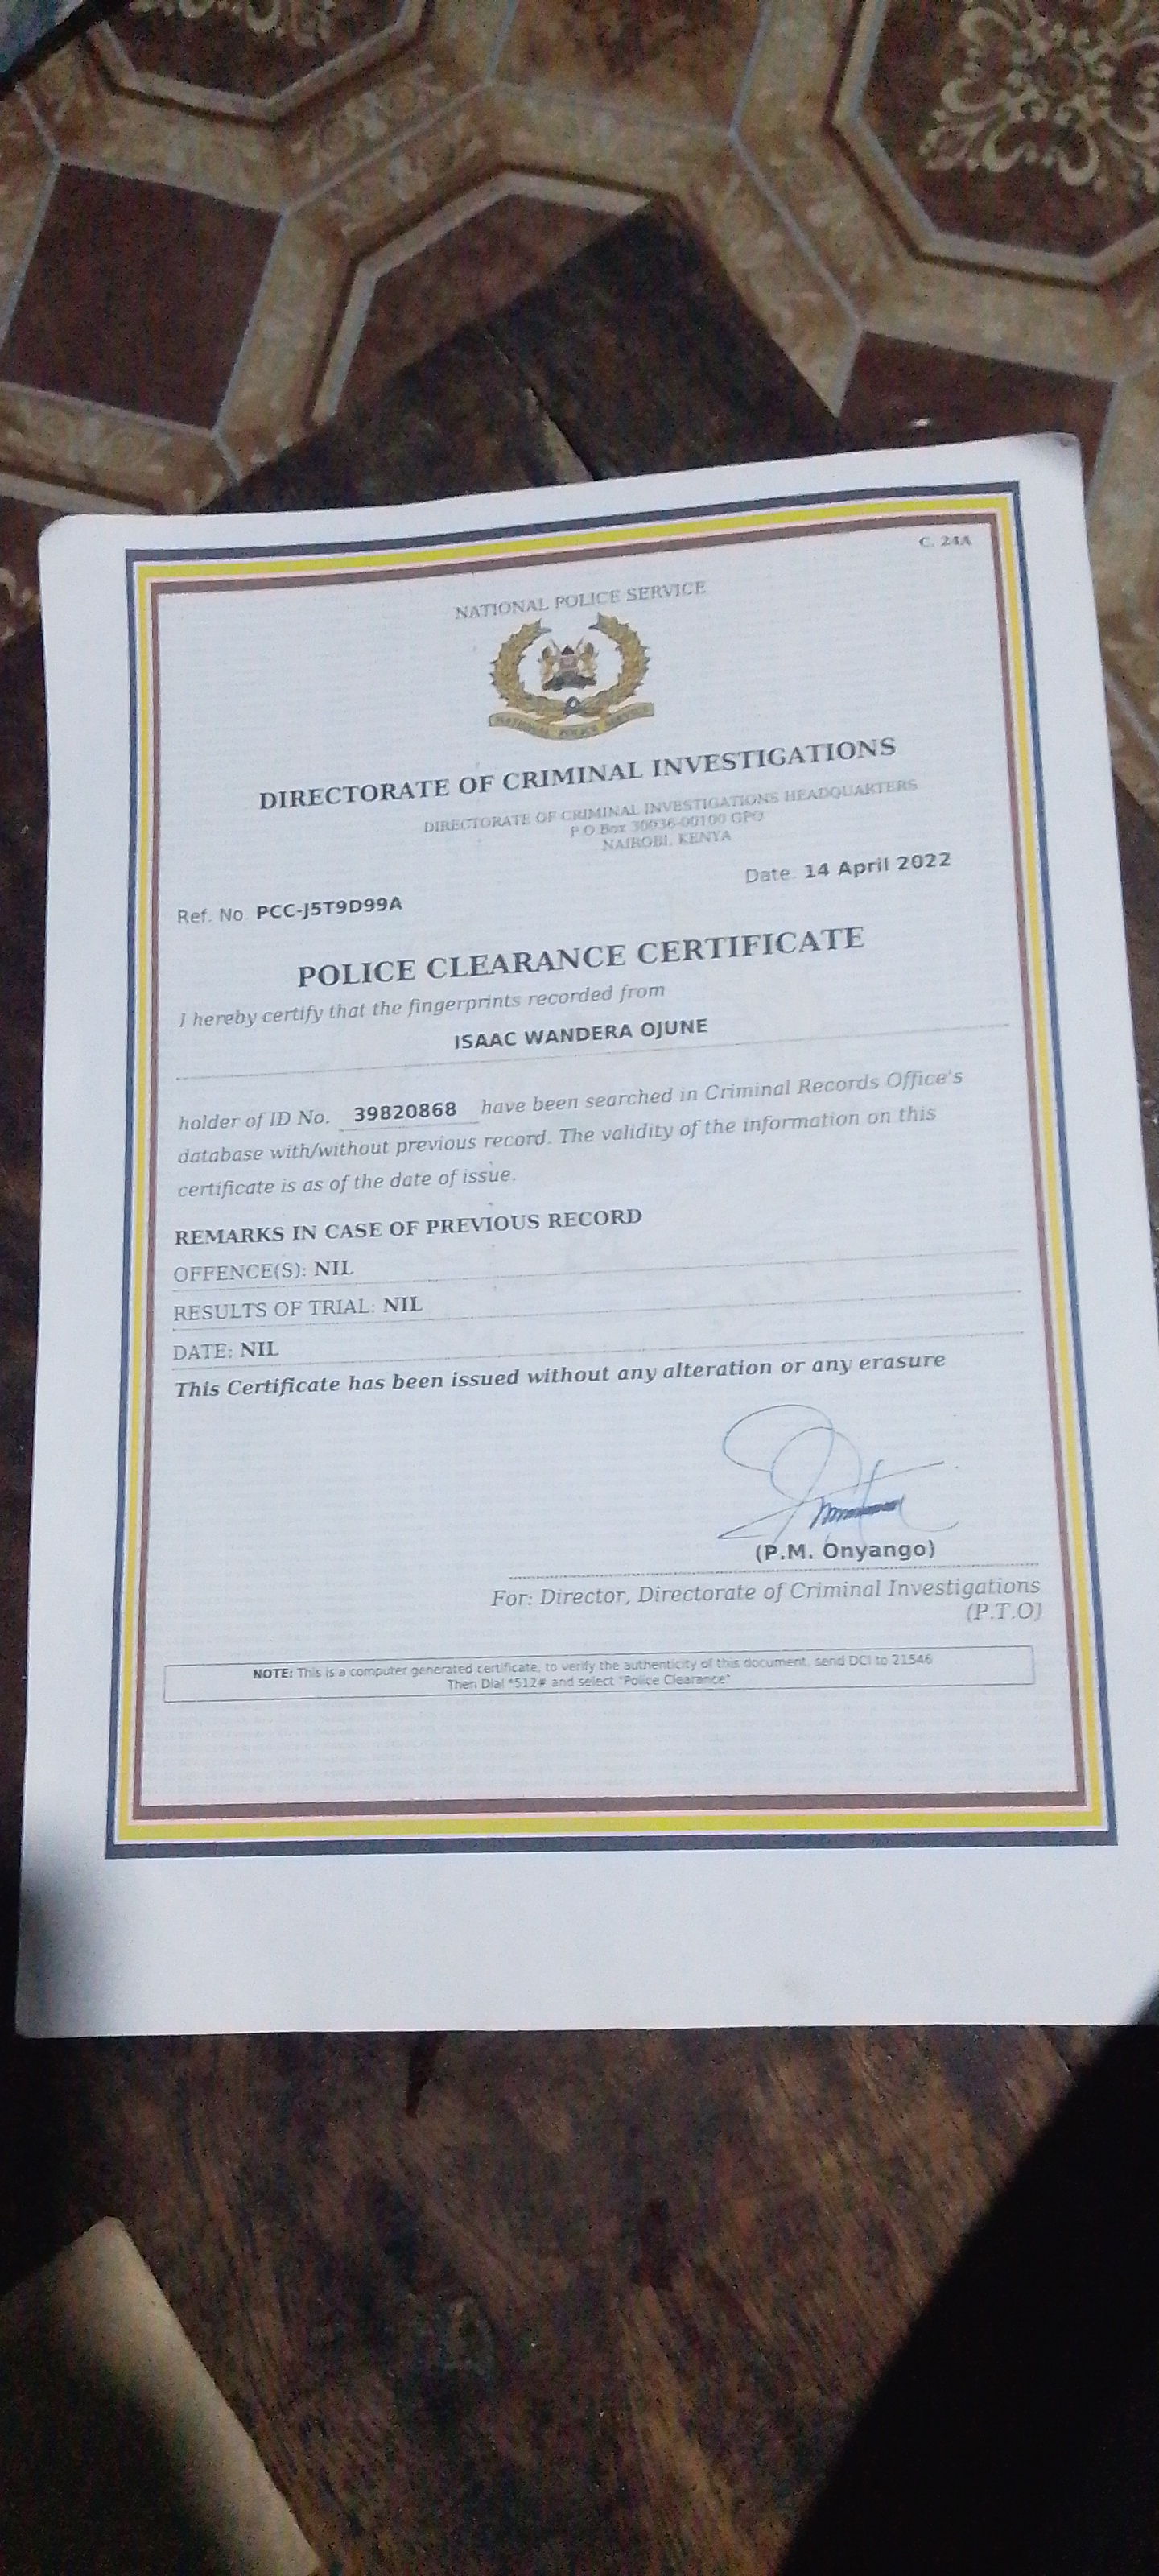 C. 24A
NATIONAL POLICE SERVICE
NATIONAL POLICE SERVICE
DIRECTORATE OF CRIMINAL INVESTIGATIONS
DIRECTORATE OF CRIMINAL INVESTIGATIONS HEADQUARTERS
P.O.Box 30036-00100 GPO
NAIROBI, KENYA
Date. 14 April 2022
Ref. No. PCC-J5T9D99A
POLICE CLEARANCE CERTIFICATE
I hereby certify that the fingerprints recorded from
ISAAC WANDERA OJUNE
holder of ID No. 39820868 have been searched in Criminal Records Office's
database with/without previous record. The validity of the information on this
certificate is as of the date of issue.
REMARKS IN CASE OF PREVIOUS RECORD
OFFENCE(S): NIL
RESULTS OF TRIAL: NIL
DATE: NIL
This Certificate has been issued without any alteration or any erasure
(P.M. Onyango)
For: Director, Directorate of Criminal Investigations
(P.T.O)
NOTE: This is a computer generated certificate, to verify the authenticity of this document, send DCI to 21546
Then Dial *512# and select "Police Clearance"